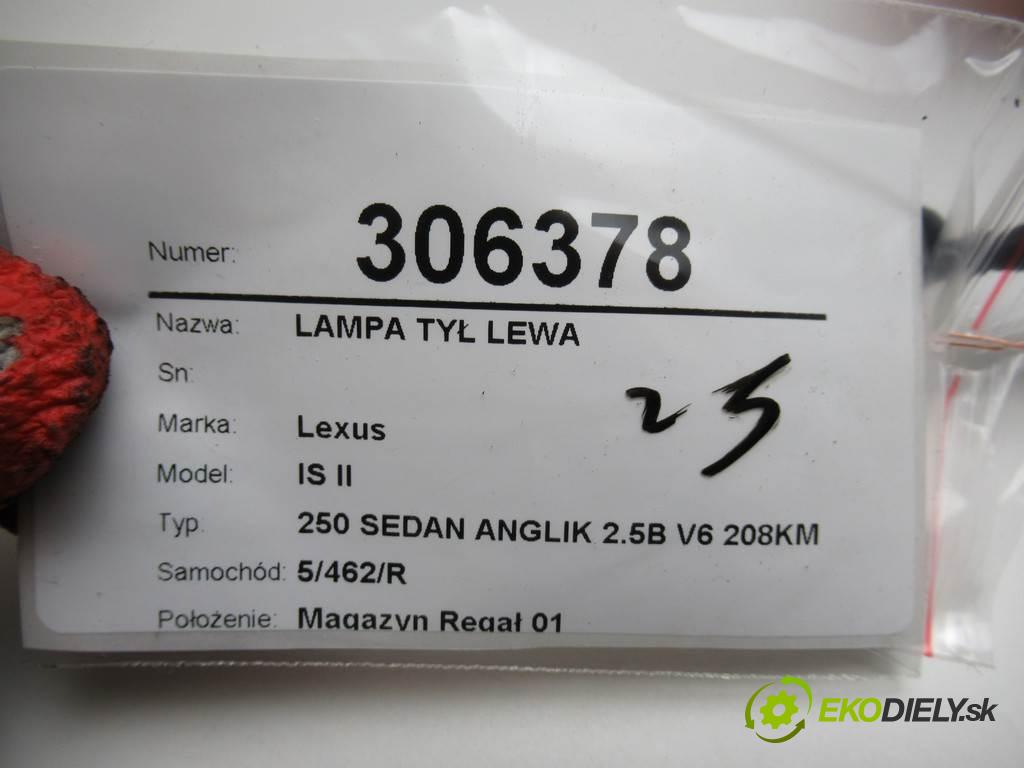 Numer: 306378
Nazwa: LAMPA TYŁ LEWA
Sn:
Marka: Lexus
25
Model: IS II
Typ: 250 SEDAN ANGLIK 2.5B V6 208KM
Samochód: 5/462/R
Położenie: Magazyn Regał 01
EKODIELY.sk